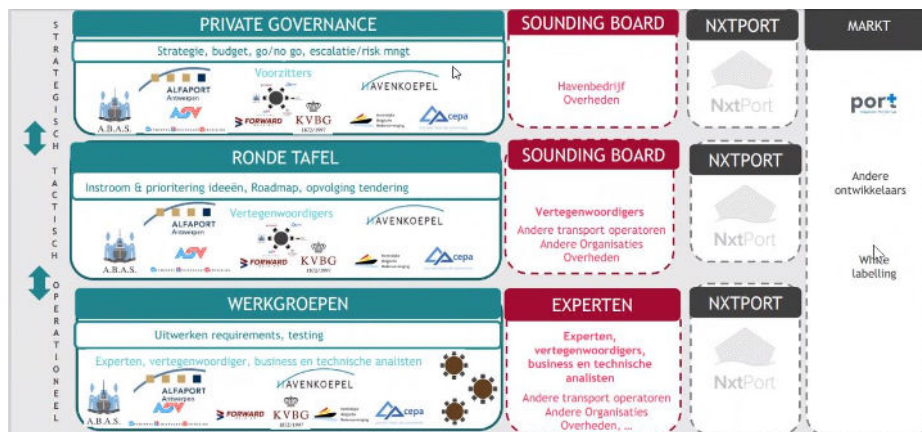 STRATEGISCH
TACTISCH
OPERATIONEEL
PRIVATE GOVERNANCE
Strategie, budget, go/no go, escalatie/risk mngt
Voorzitters
A.B.A.S.
ALFAPORT
Antwerpen
ASV
FORWARD
KVBG
HAVENKOEPEL
cepa
SOUNDING BOARD
Havenbedrijf
Overheden
NXTPORT
NxtPort
MARKT
port
Andere
ontwikkelaars
White
labelling
RONDE TAFEL
Instroom & prioritering ideeën, Roadmap, opvolging tendering
Vertegenwoordigers
A.B.A.S.
ALFAPORT
Antwerpen
ASV
FORWARD
KVBG
HAVENKOEPEL
cepa
SOUNDING BOARD
Vertegenwoordigers
Andere transport operatoren
Andere Organisaties
Overheden
NXTPORT
NxtPort
WERKGROEPEN
Uitwerken requirements, testing
Experten, vertegenwoordiger, business en technische analisten
A.B.A.S.
ALFAPORT
Antwerpen
ASV
FORWARD
KVBG
HAVENKOEPEL
cepa
EXPERTEN
Experten,
vertegenwoordigers,
business en technische
analisten
Andere transport operatoren
Andere Organisaties
Overheden, …
NXTPORT
NxtPort